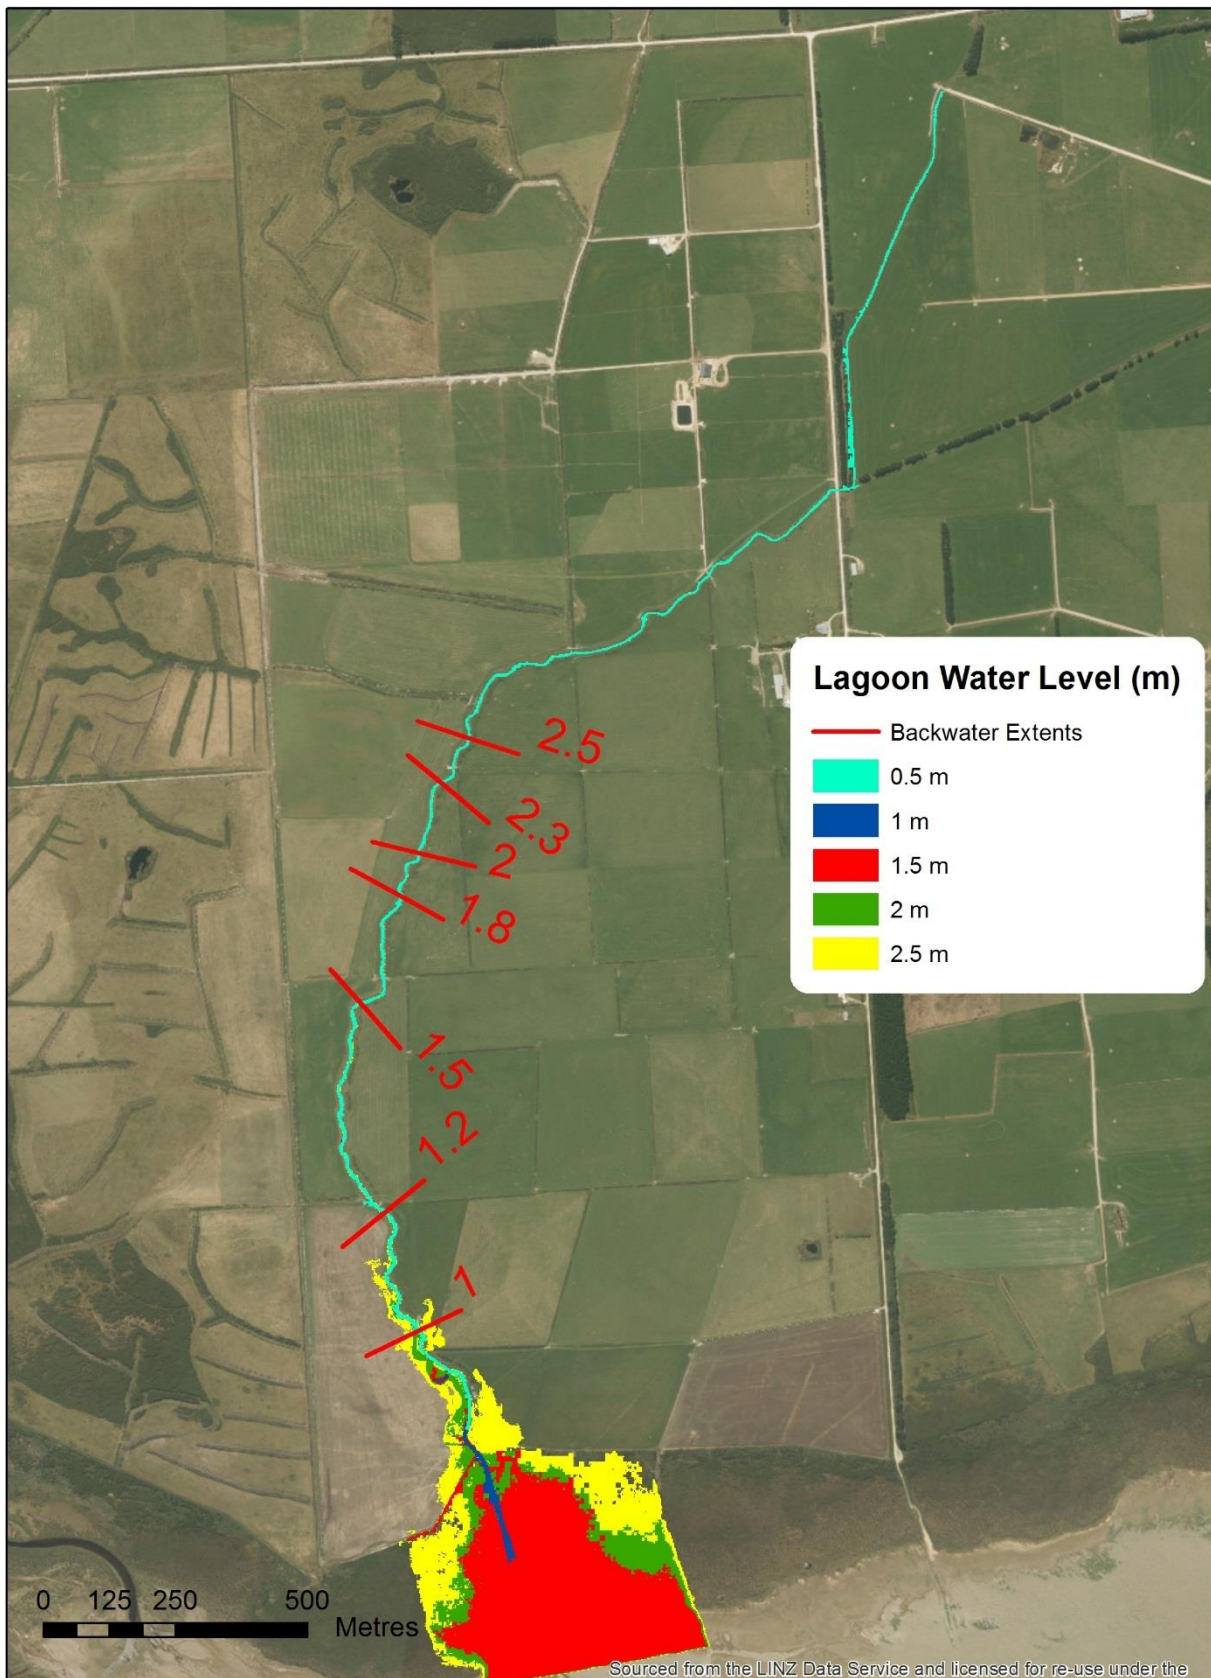 2.5
2.3
2
1.8
1.5
1.2
1
Lagoon Water Level (m)
Backwater Extents
0.5 m
1 m
1.5 m
2 m
2.5 m
0 125 250 500
Metres
Sourced from the LINZ Data Service and licensed for re-use under the